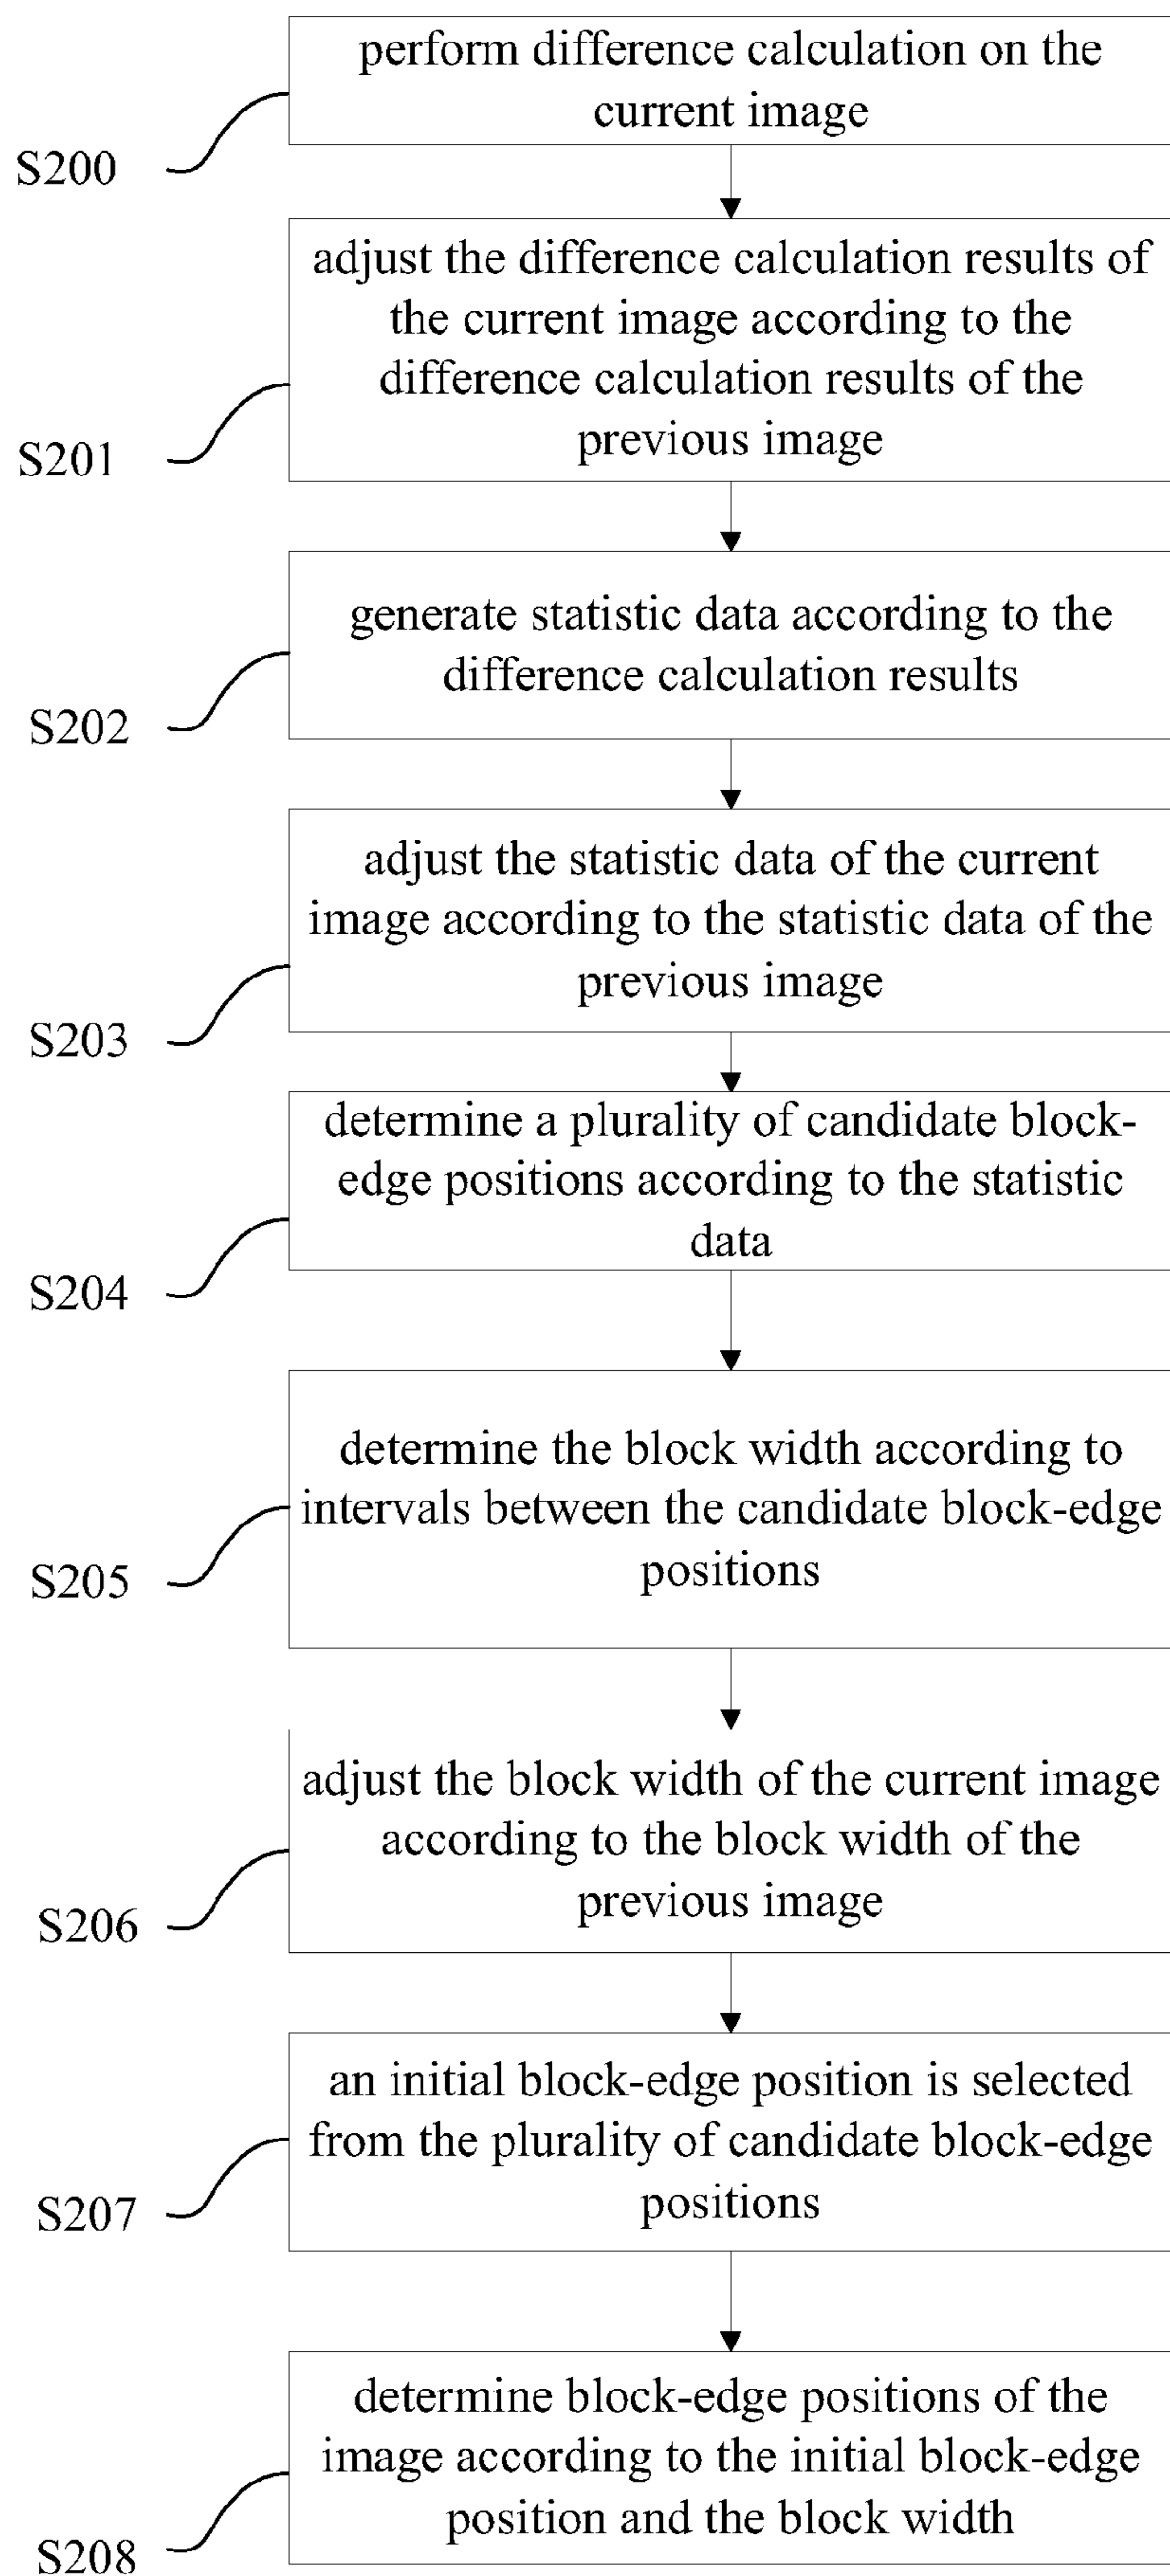 perform difference calculation on the
current image
S200
adjust the difference calculation results of
the current image according to the
difference calculation results of the
previous image
S201
generate statistic data according to the
difference calculation results
S202
adjust the statistic data of the current
image according to the statistic data of the
previous image
S203
determine a plurality of candidate block-
edge positions according to the statistic
data
S204
determine the block width according to
intervals between the candidate block-edge
positions
S205
adjust the block width of the current image
according to the block width of the
previous image
S206
an initial block-edge position is selected
from the plurality of candidate block-edge
positions
S207
determine block-edge positions of the
image according to the initial block-edge
position and the block width
S208